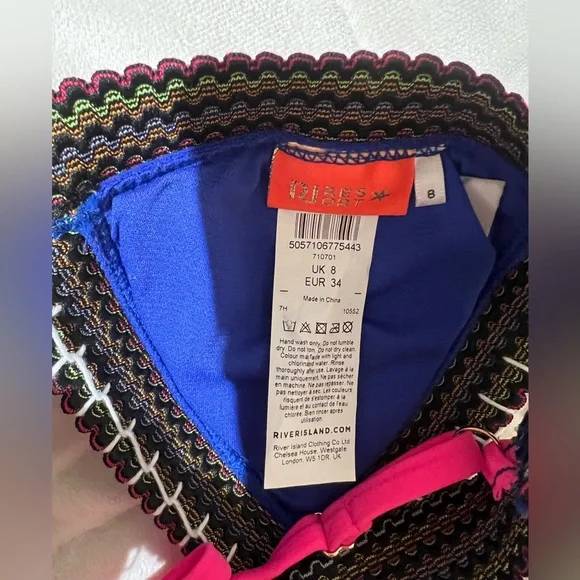 RI RES
ORT
8
5057106775443
710701
UK 8
EUR 34
Made in China
7H 10552
Hand wash only. Do not tumble
dry. Do not iron. Do not dry clean.
Colour may fade with light and
chlorinated water. Rinse
thoroughly after use. Lavage à la
main uniquement. Ne pas sécher
en machine. Ne pas repasser.
Ne pas nettoyer à sec. Les couleurs
risquent de s'estomper à la
lumière et au contact de l'eau
chlorée. Bien rincer après
utilisation.
RIVERISLAND.COM
River Island Clothing Co Ltd
Chelsea House, Westgate
London, W5 1DR, UK